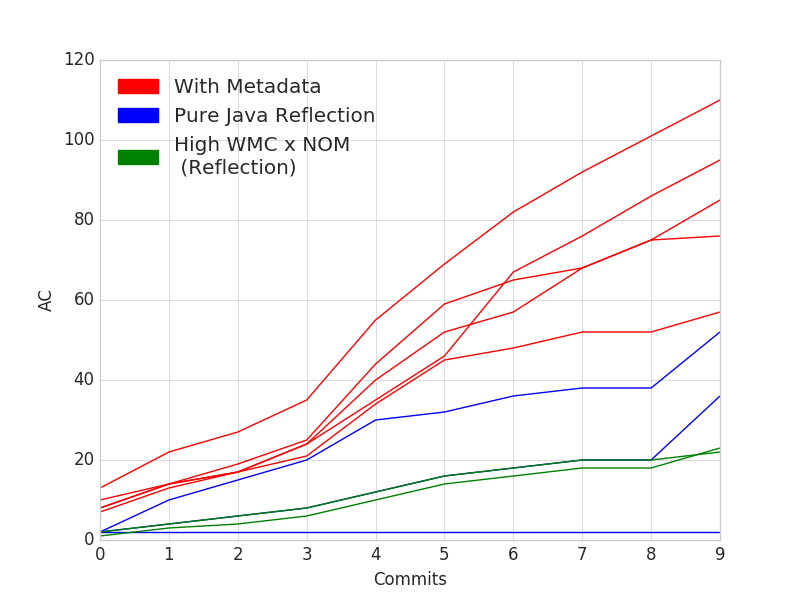 120
100
80
60
40
20
0
AC
With Metadata
Pure Java Reflection
High WMC x NOM
(Reflection)
0 1 2 3 4 5 6 7 8 9
Commits